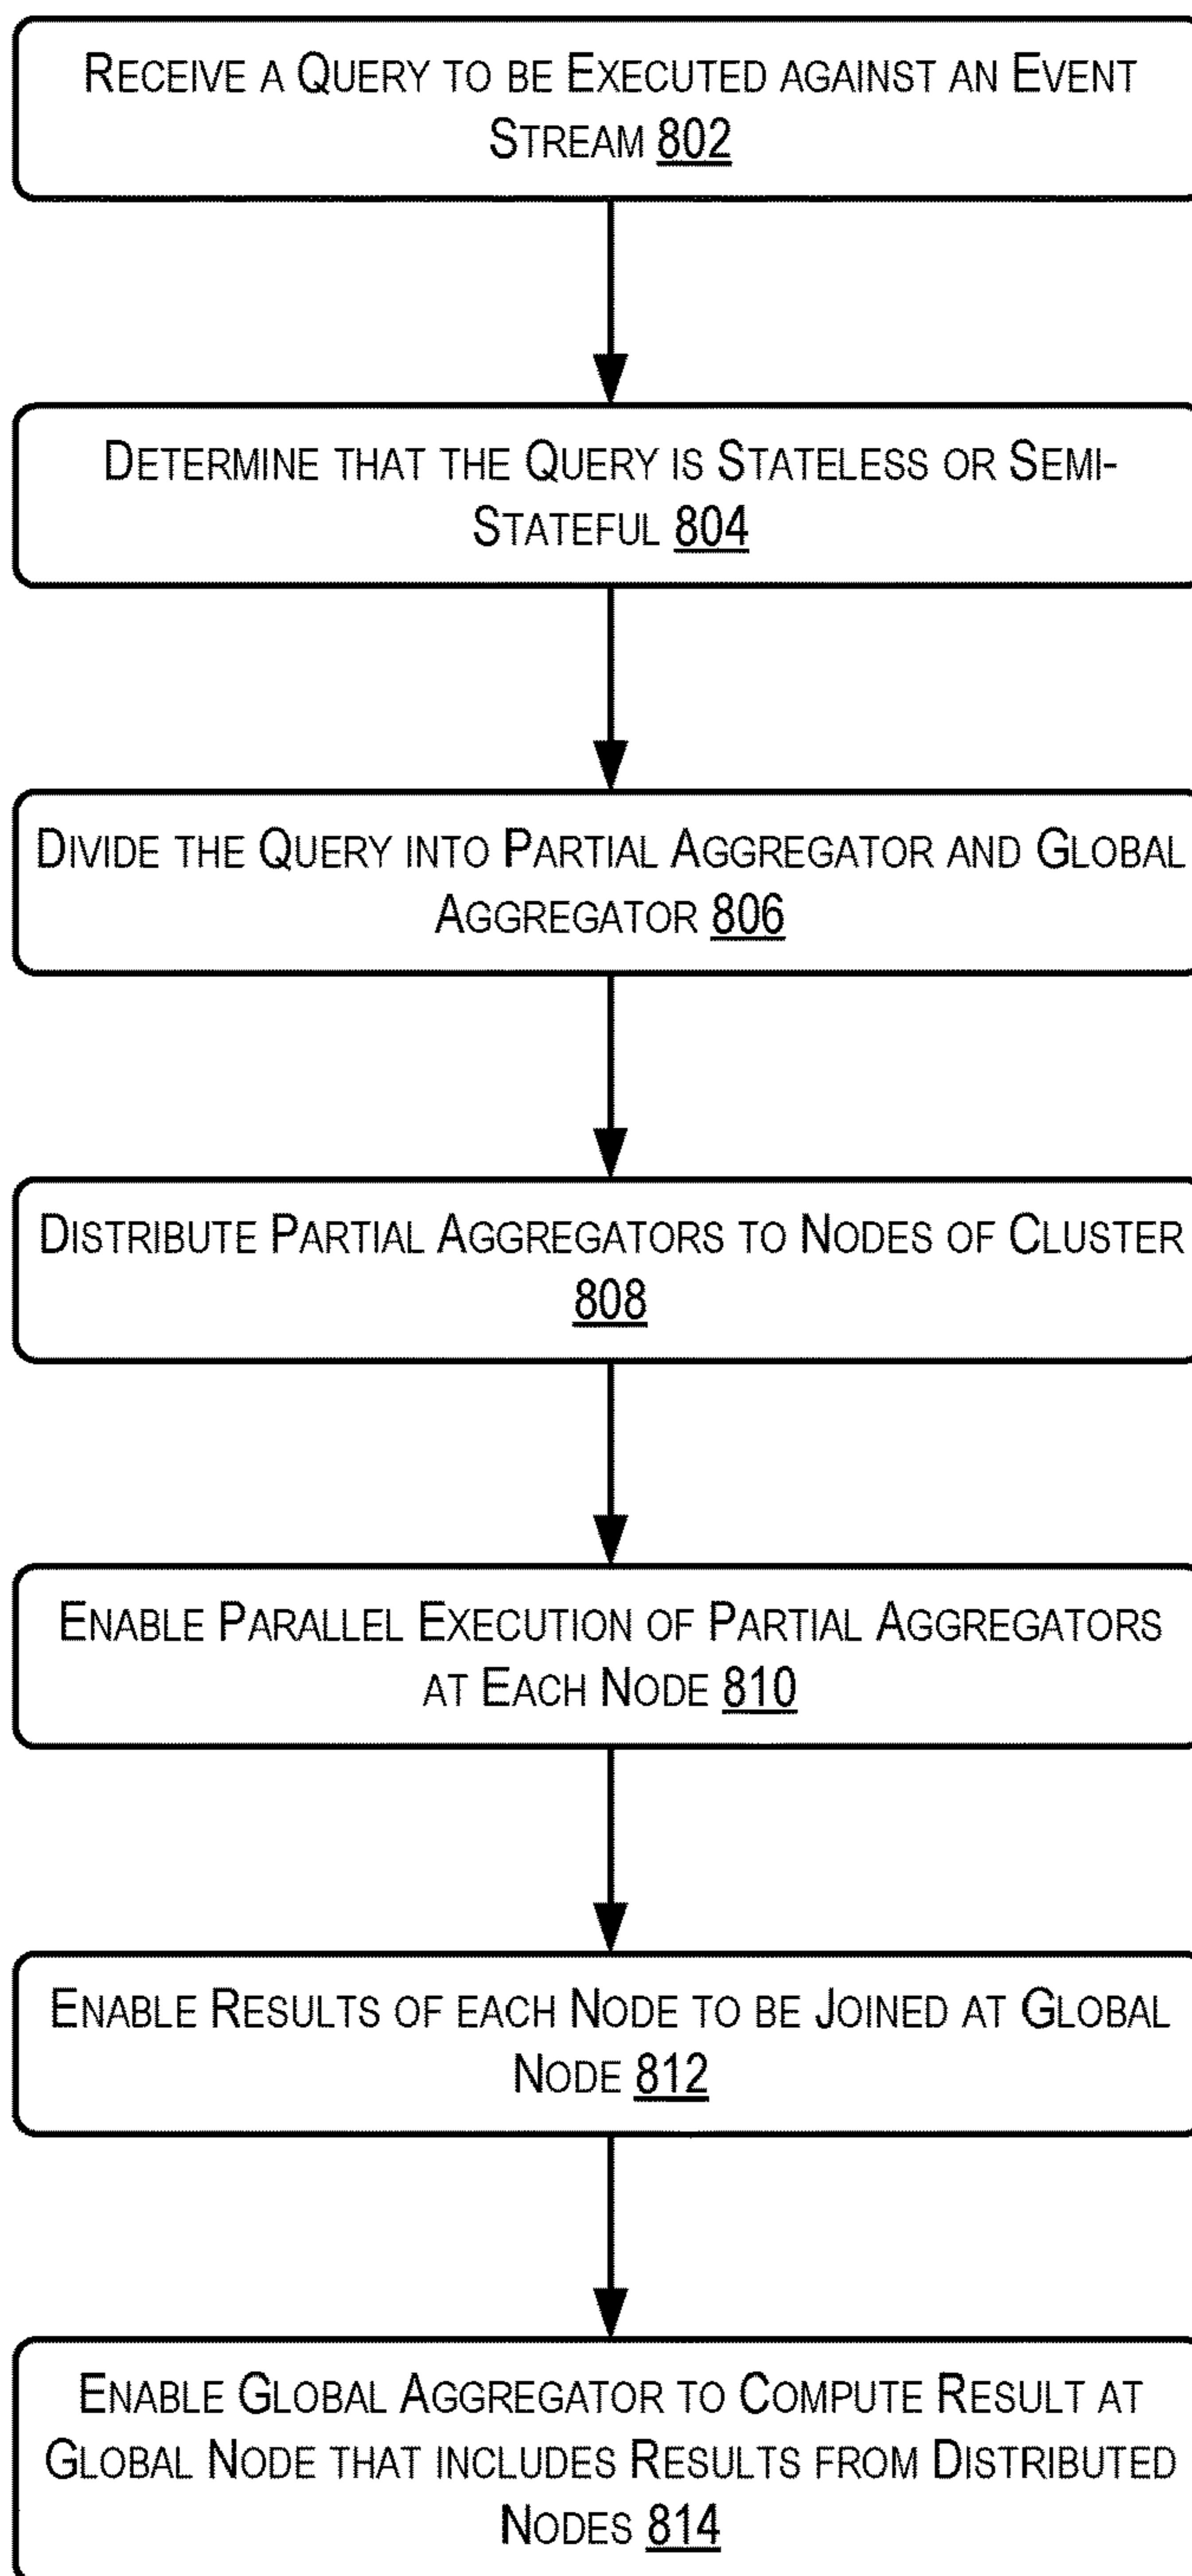 RECEIVE A QUERY TO BE EXECUTED AGAINST AN EVENT
STREAM 802
DETERMINE THAT THE QUERY IS STATELESS OR SEMI-
STATEFUL 804
DIVIDE THE QUERY INTO PARTIAL AGGREGATOR AND GLOBAL
AGGREGATOR 806
DISTRIBUTE PARTIAL AGGREGATORS TO NODES OF CLUSTER
808
ENABLE PARALLEL EXECUTION OF PARTIAL AGGREGATORS
AT EACH NODE 810
ENABLE RESULTS OF EACH NODE TO BE JOINED AT GLOBAL
NODE 812
ENABLE GLOBAL AGGREGATOR TO COMPUTE RESULT AT
GLOBAL NODE THAT INCLUDES RESULTS FROM DISTRIBUTED
NODES 814